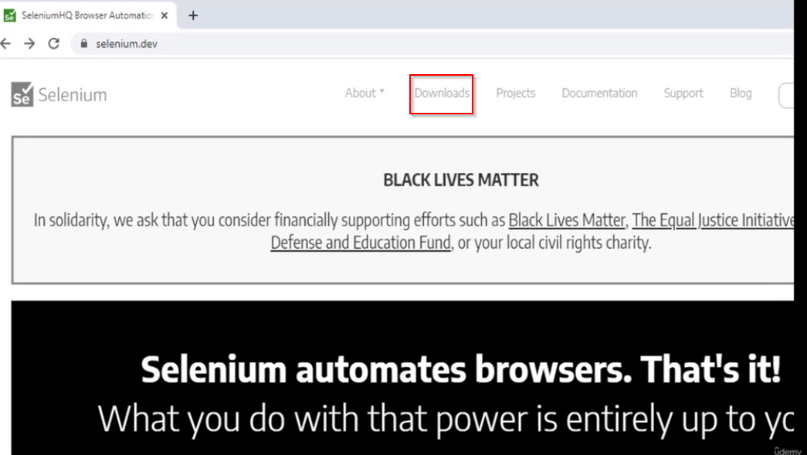 SeleniumHQ Browser Automatio
selenium.dev
Se Selenium
About Downloads Projects Documentation Support Blog
BLACK LIVES MATTER
In solidarity, we ask that you consider financially supporting efforts such as Black Lives Matter, The Equal Justice Initiative
Defense and Education Fund, or your local civil rights charity.
Selenium automates browsers. That's it!
What you do with that power is entirely up to yo
ûdemy